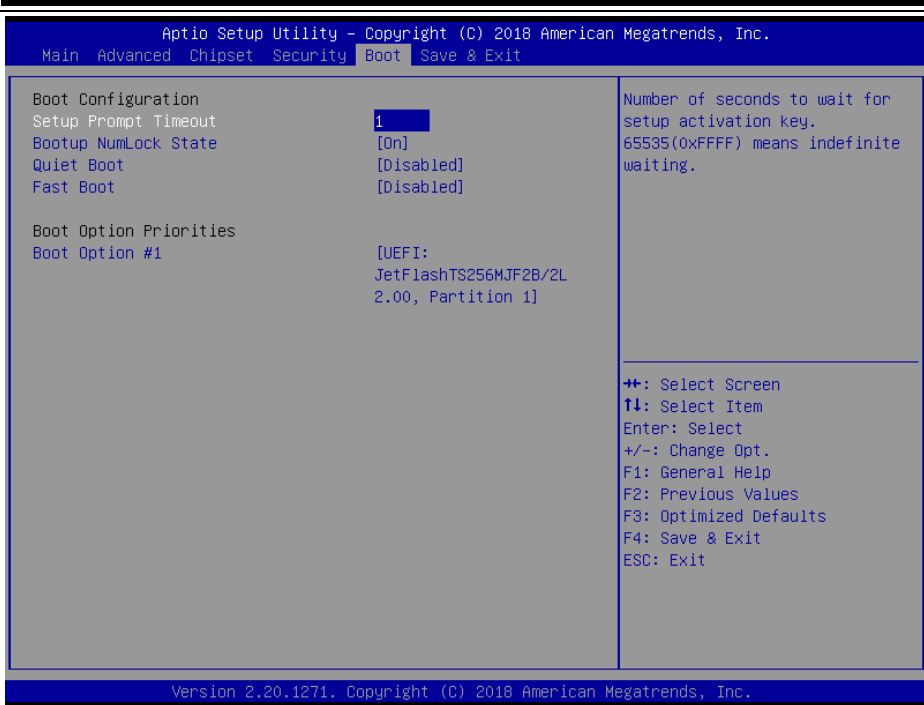 Aptio Setup Utility – Copyright (C) 2018 American Megatrends, Inc.
Main Advanced Chipset Security Boot Save & Exit
Boot Configuration
Setup Prompt Timeout 1
Bootup NumLock State [On]
Quiet Boot [Disabled]
Fast Boot [Disabled]
Boot Option Priorities
Boot Option #1 [UEFI:
JetFlashTS256MJF2B/2L
2.00, Partition 1]
Number of seconds to wait for
setup activation key.
65535(0xFFFF) means indefinite
waiting.
→←: Select Screen
↑↓: Select Item
Enter: Select
+/-: Change Opt.
F1: General Help
F2: Previous Values
F3: Optimized Defaults
F4: Save & Exit
ESC: Exit
Version 2.20.1271. Copyright (C) 2018 American Megatrends, Inc.